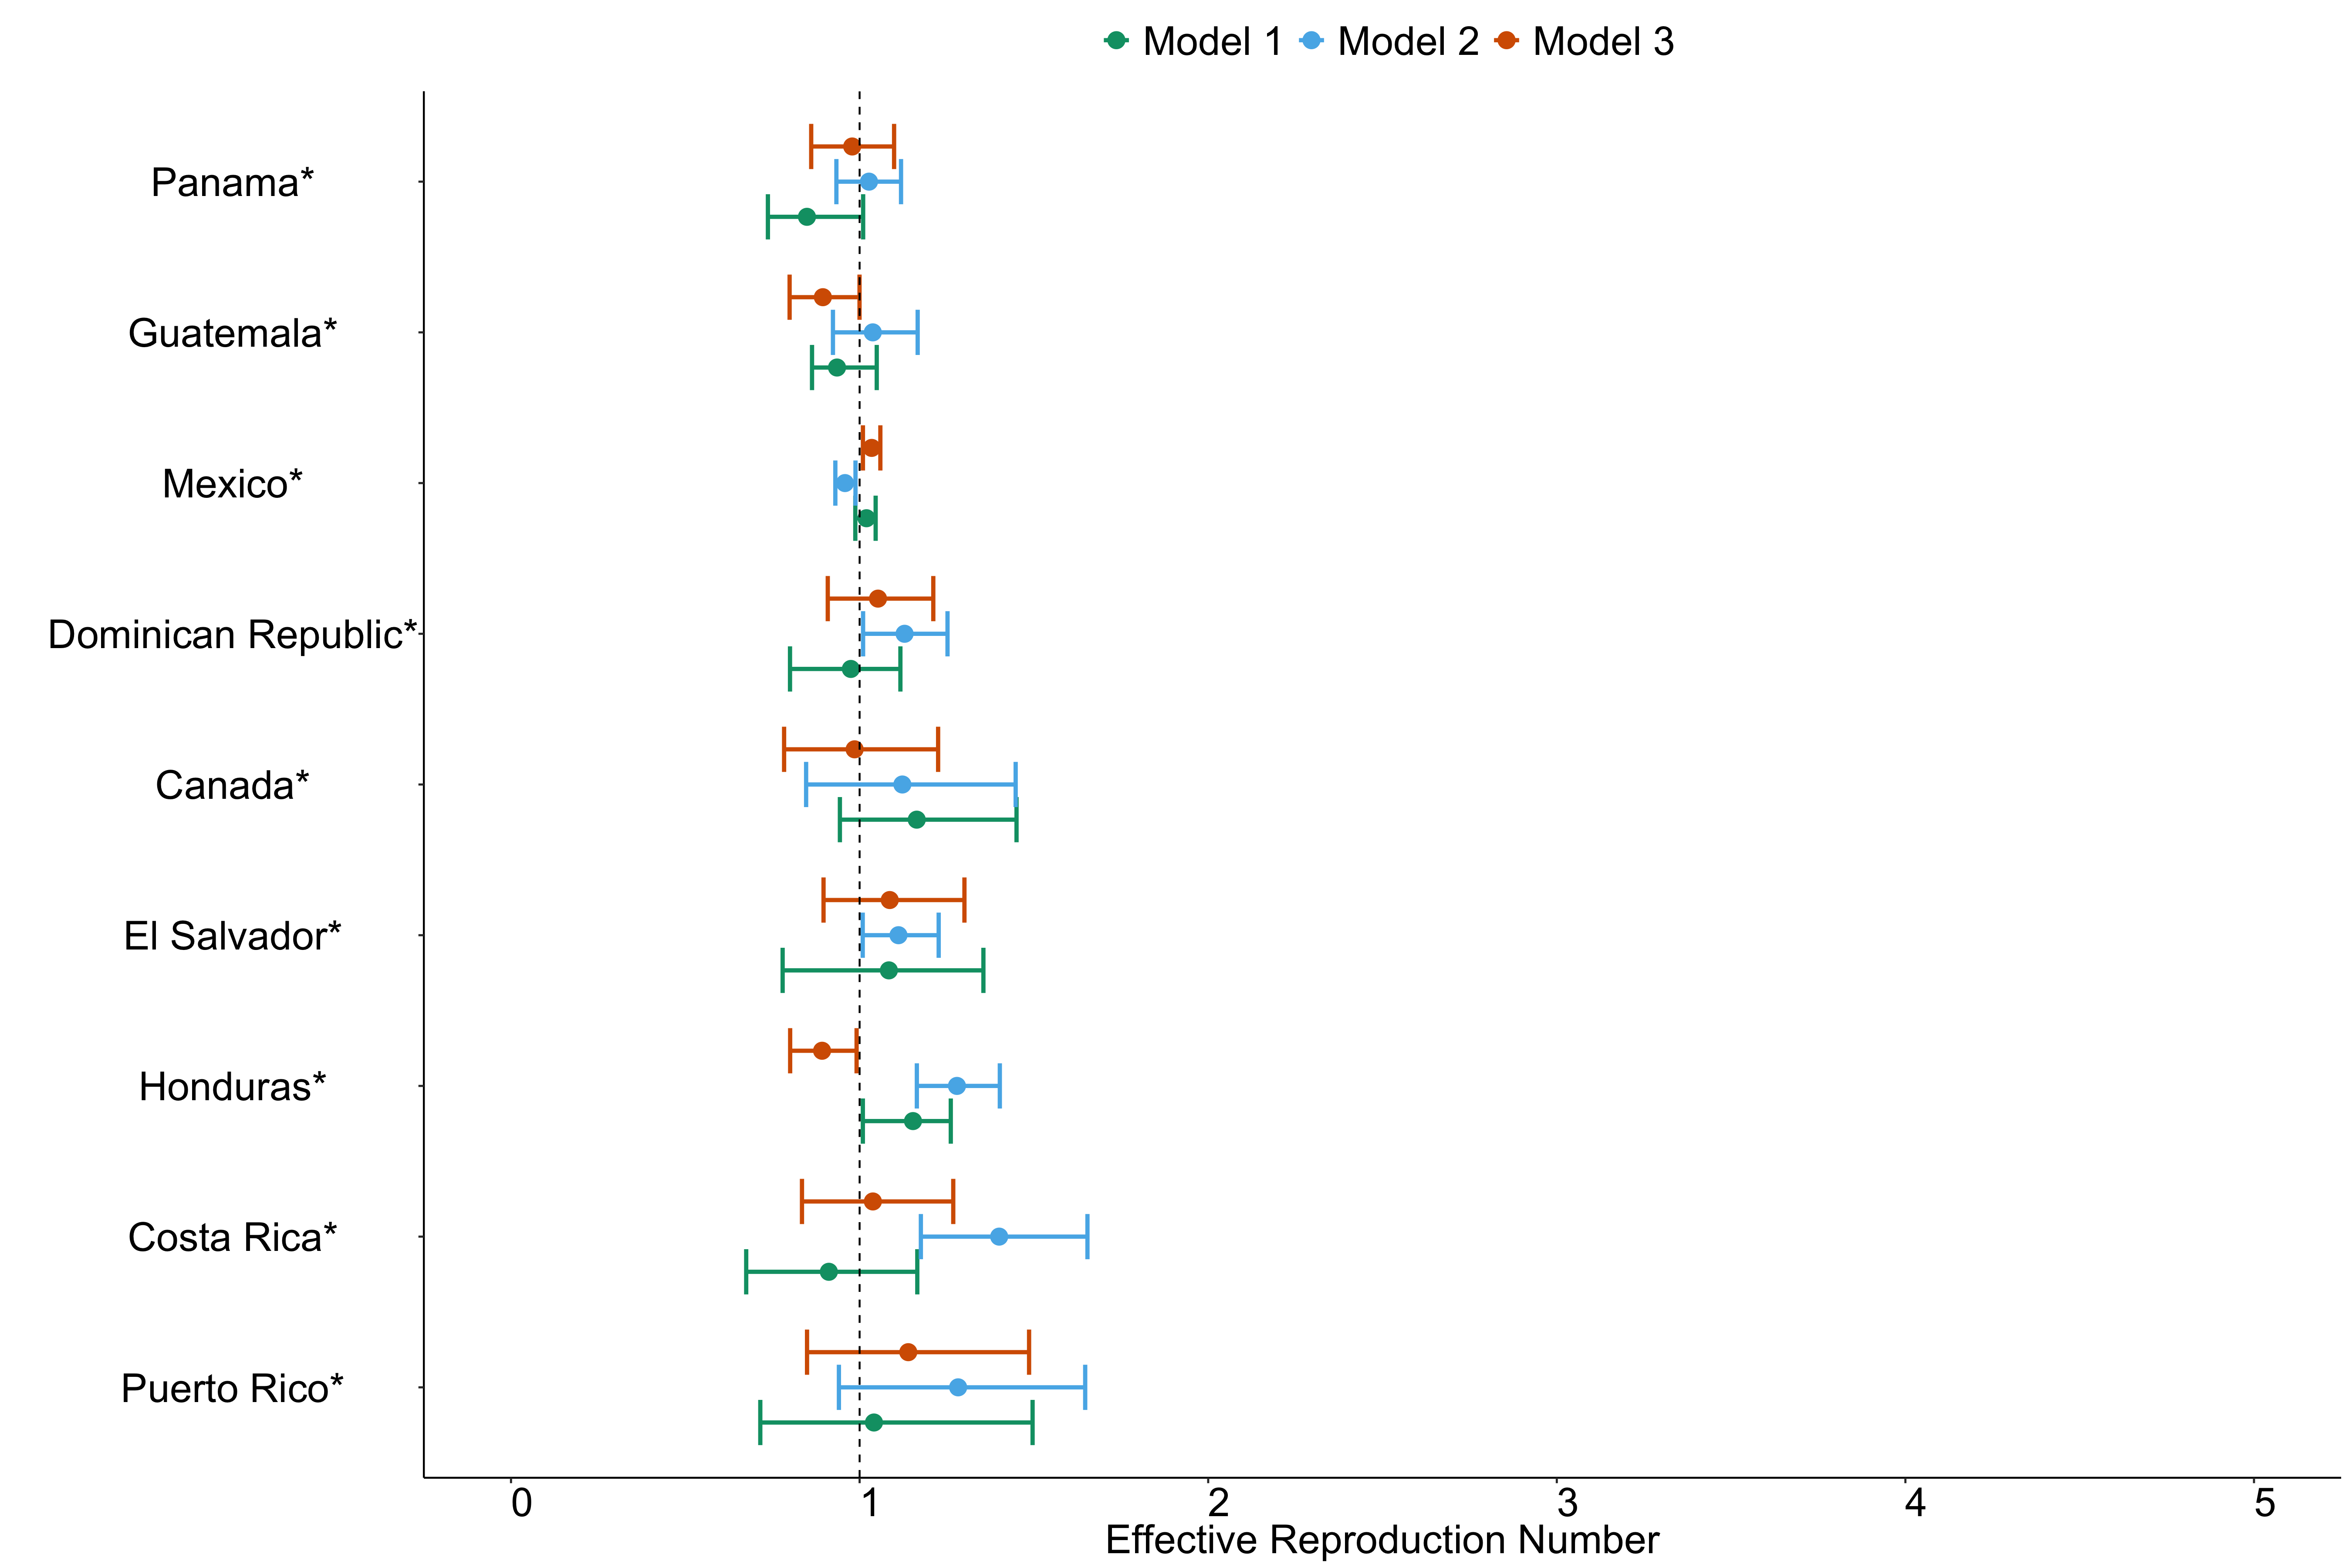 Model 1 Model 2 Model 3
Panama*
Guatemala*
Mexico*
Dominican Republic*
Canada*
El Salvador*
Honduras*
Costa Rica*
Puerto Rico*
0 1 2 3 4 5
Effective Reproduction Number